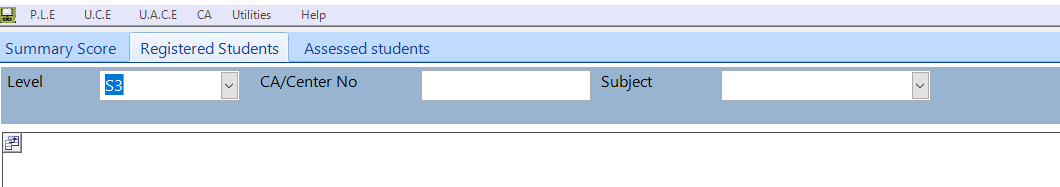 P.L.E U.C.E U.A.C.E CA Utilities Help
Summary Score Registered Students Assessed students
Level S3 CA/Center No Subject